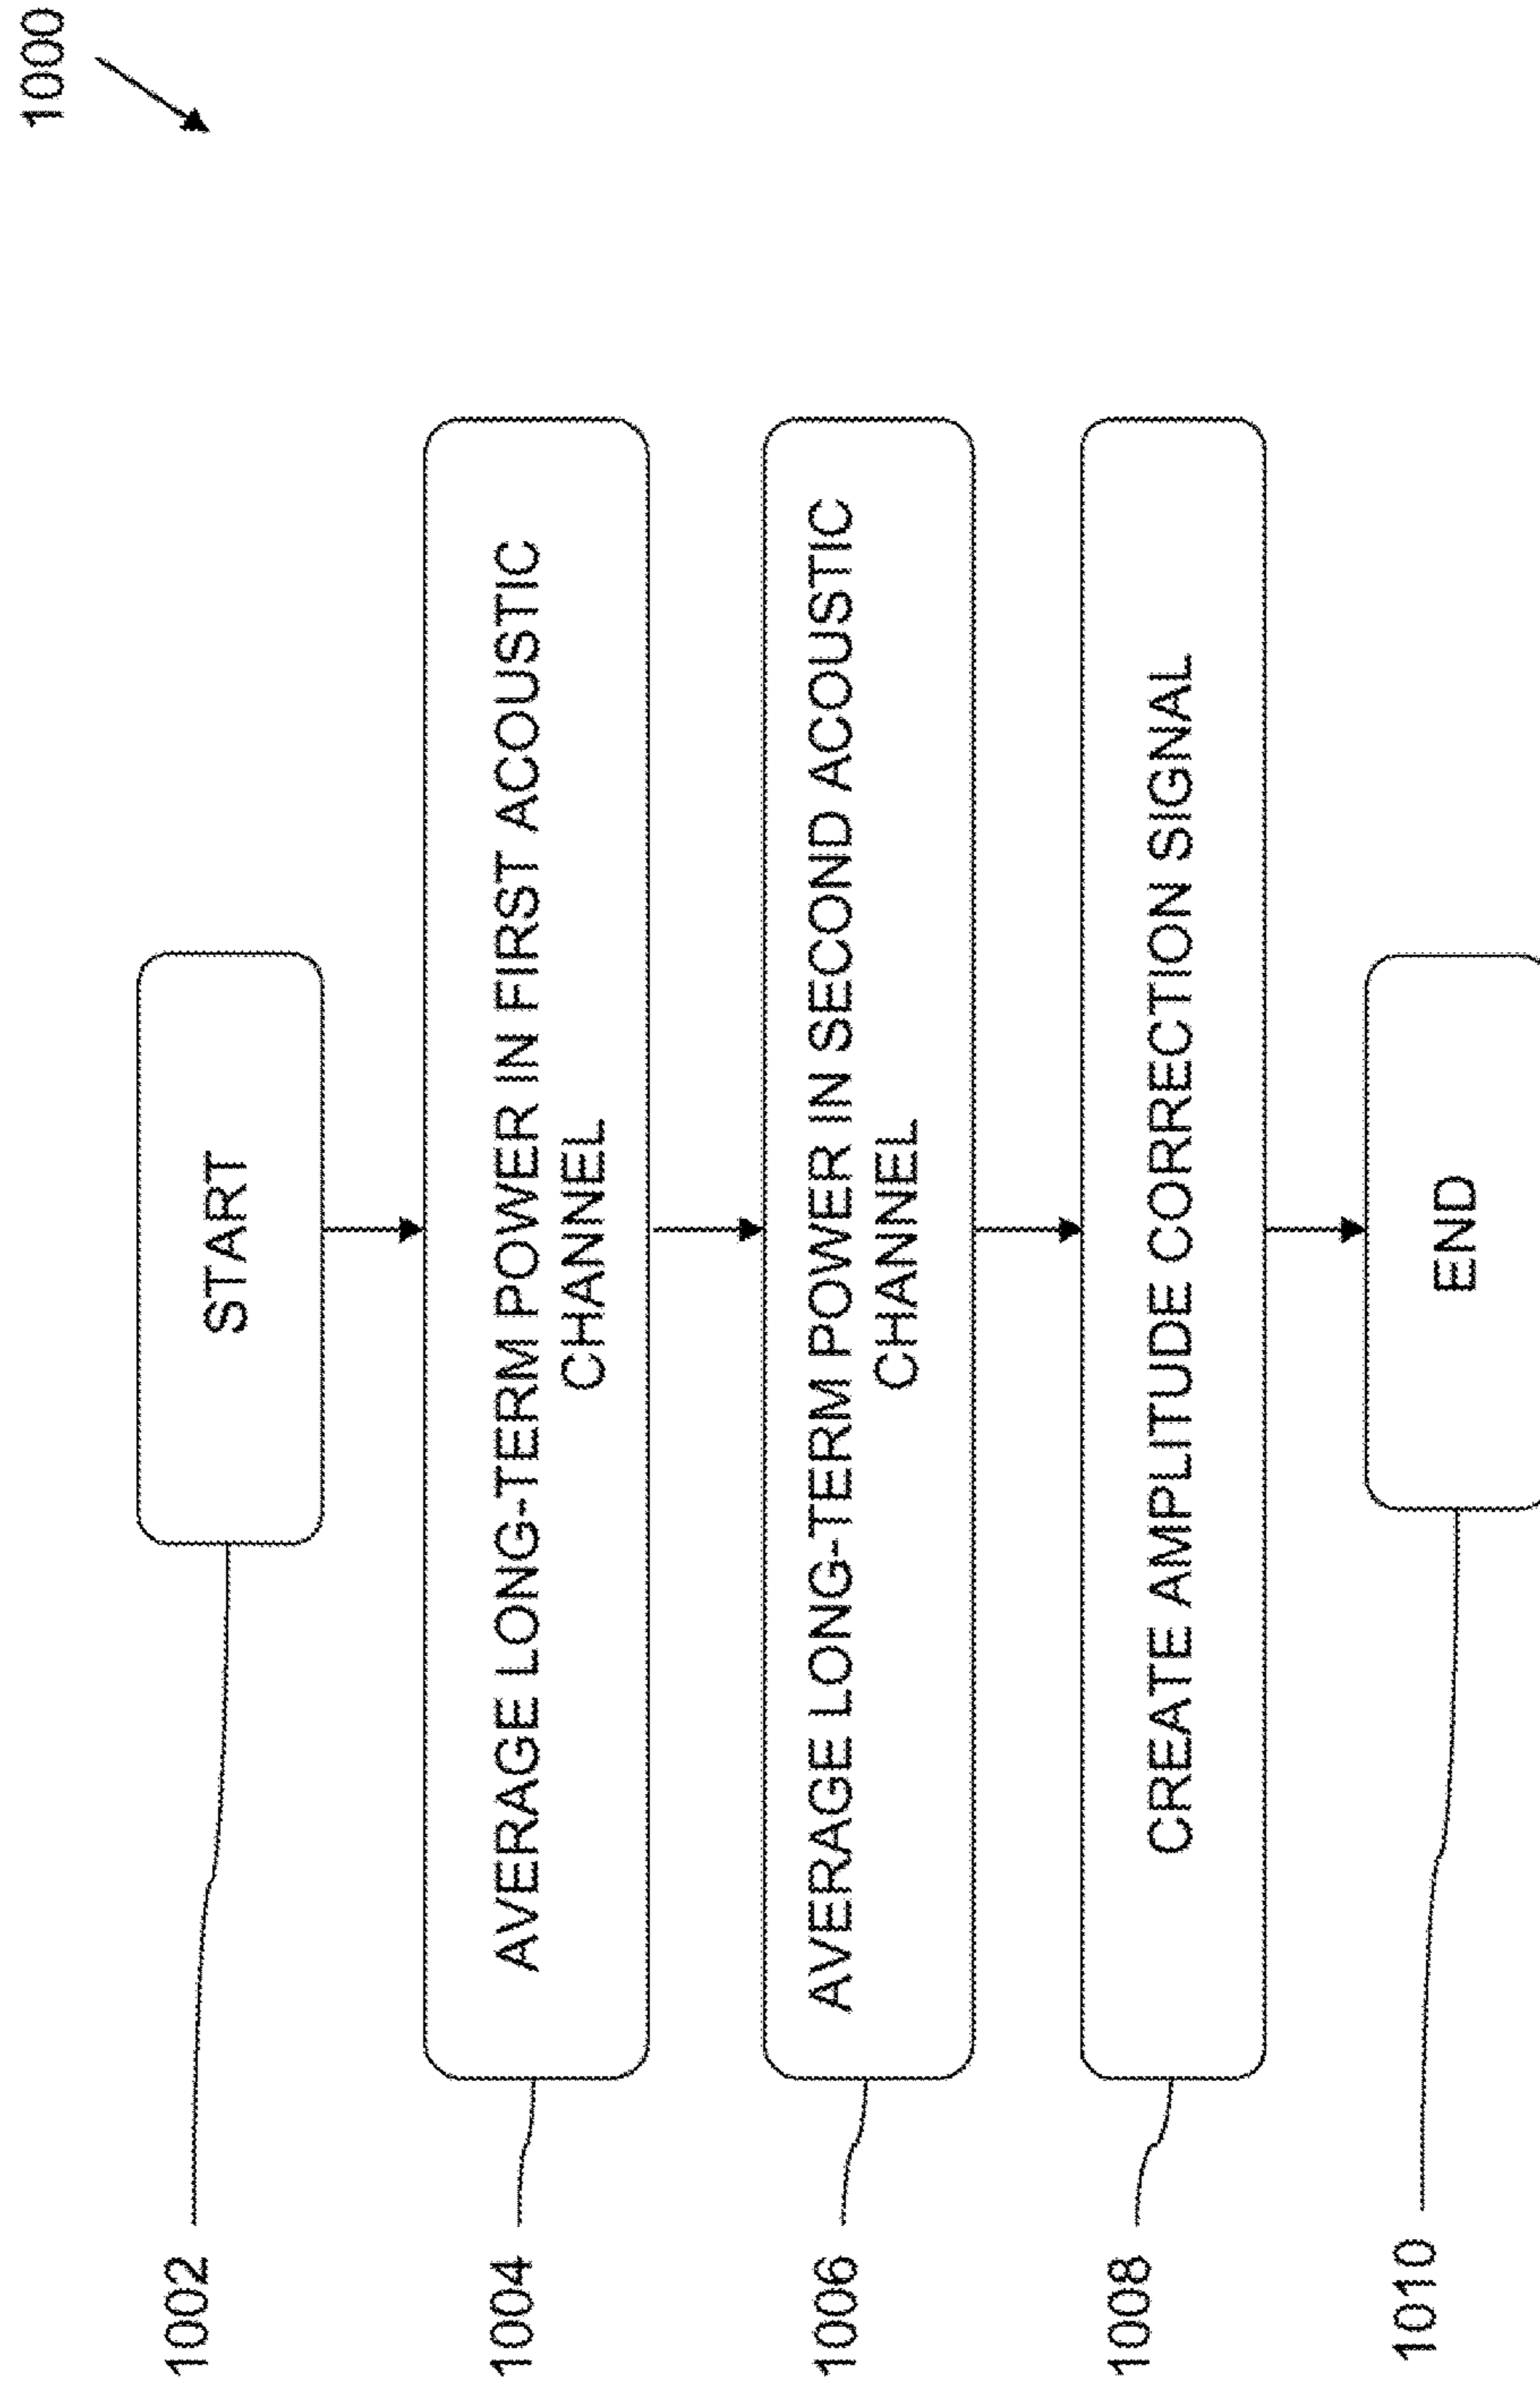 1000
1002
START
1004
AVERAGE LONG-TERM POWER IN FIRST ACOUSTIC
CHANNEL
1006
AVERAGE LONG-TERM POWER IN SECOND ACOUSTIC
CHANNEL
1008
CREATE AMPLITUDE CORRECTION SIGNAL
1010
END